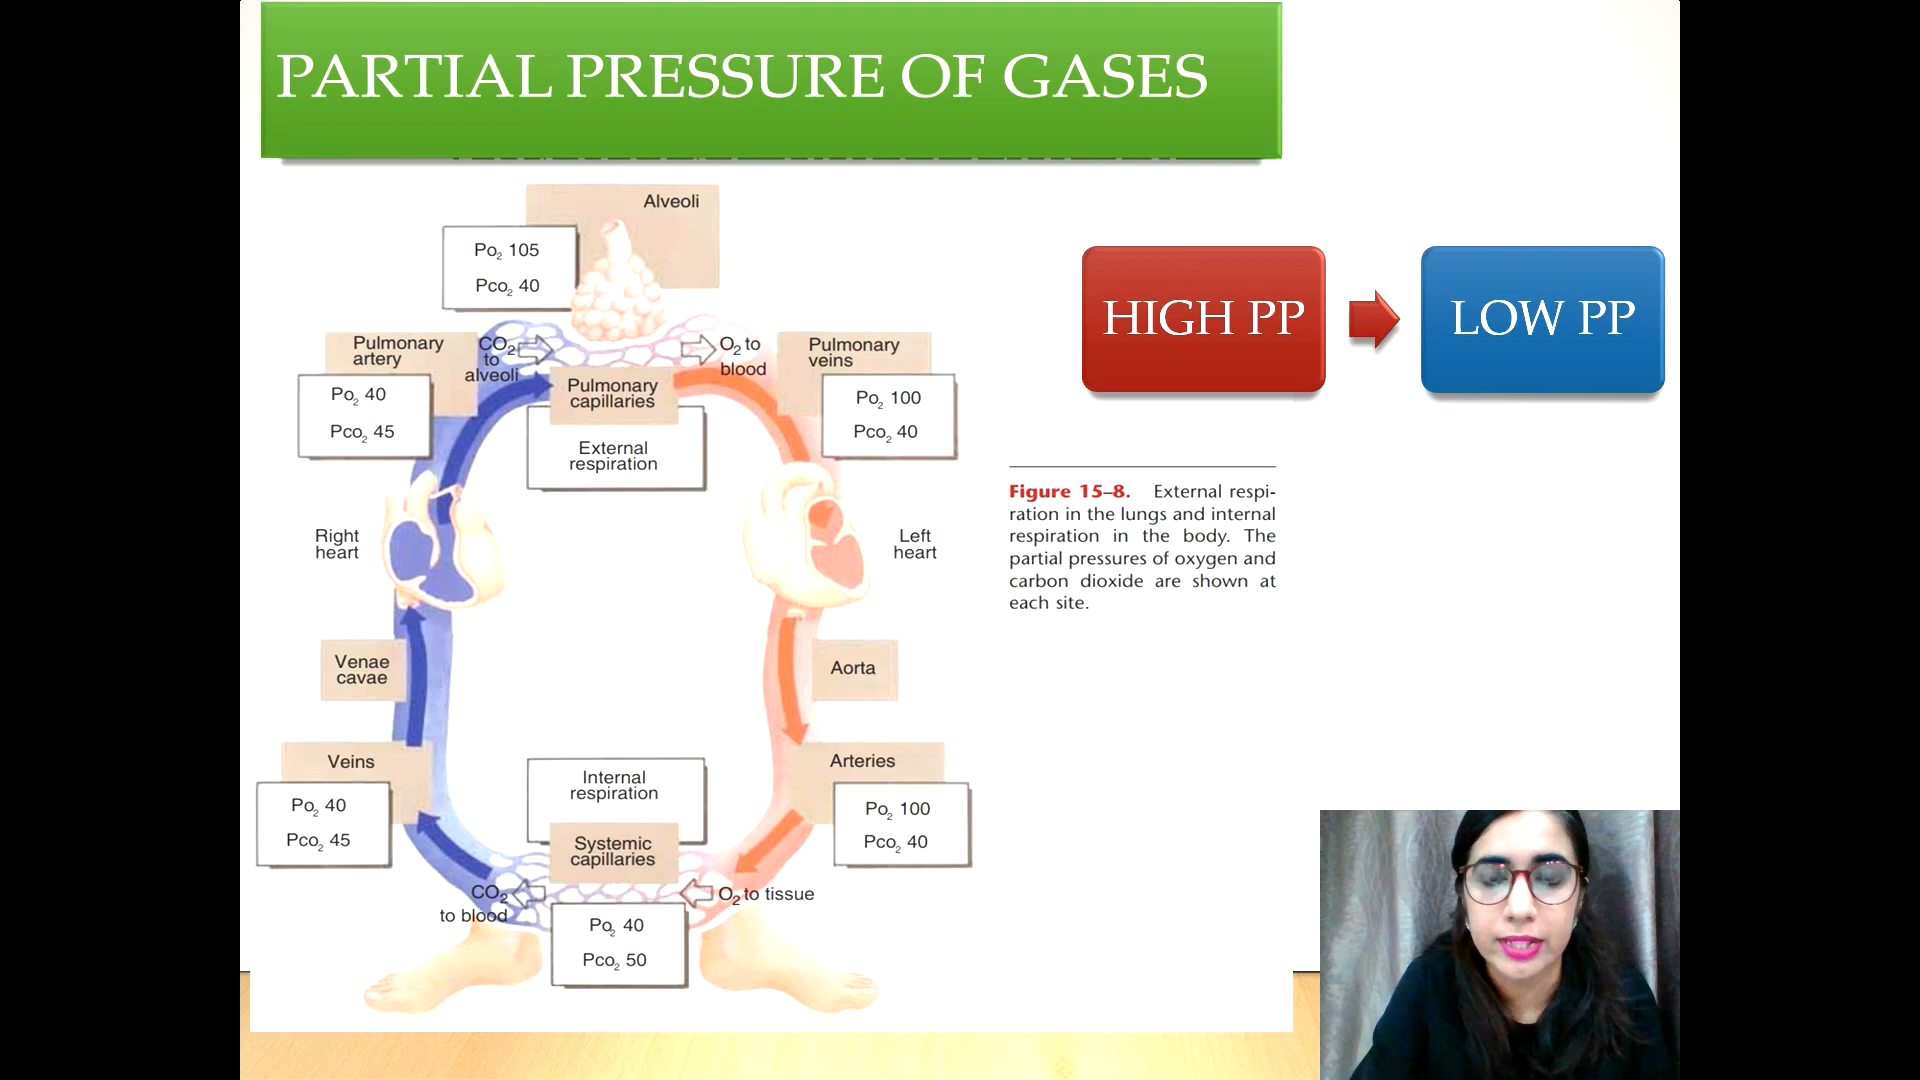 PARTIAL PRESSURE OF GASES
Alveoli
Po2 105
Pco2 40
HIGH PP
LOW PP
Pulmonary
artery
CO2
to
alveoli
O2 to
blood
Pulmonary
veins
Po2 40
Pco2 45
Pulmonary
capillaries
External
respiration
Po2 100
Pco2 40
Figure 15–8. External respi-
ration in the lungs and internal
respiration in the body. The
partial pressures of oxygen and
carbon dioxide are shown at
each site.
Right
heart
Left
heart
Venae
cavae
Aorta
Veins
Po2 40
Pco2 45
Internal
respiration
Systemic
capillaries
Arteries
Po2 100
Pco2 40
CO2
to blood
O2 to tissue
Po2 40
Pco2 50